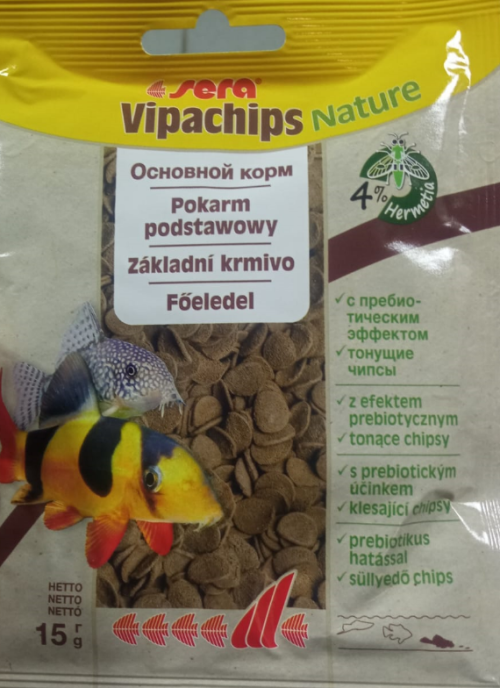 sera
Vipachips Nature
Основной корм
Pokarm
podstawowy
Základní krmivo
Főeledel
4%
Hermetia
с пребио-
тическим
эффектом
тонущие
чипсы
z efektem
prebiotycznym
tonące chipsy
s prebiotickým
účinkem
klesající chipsy
prebiotikus
hatással
süllyedő chips
НЕТТО
NETTO
NETTÓ
15 г
g